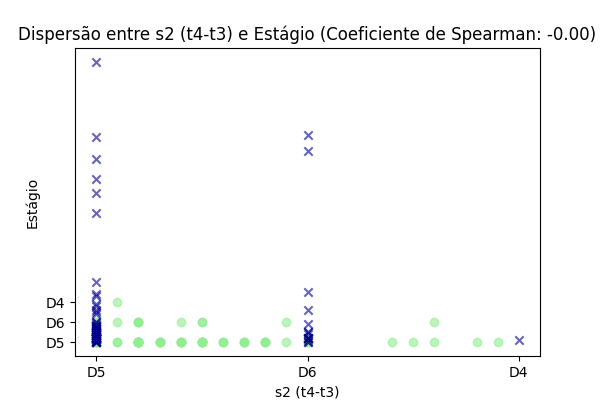 Dispersão entre s2 (t4-t3) e Estágio (Coeficiente de Spearman: -0.00)
Estágio
D4
D6
D5
D5 D6 D4
s2 (t4-t3)